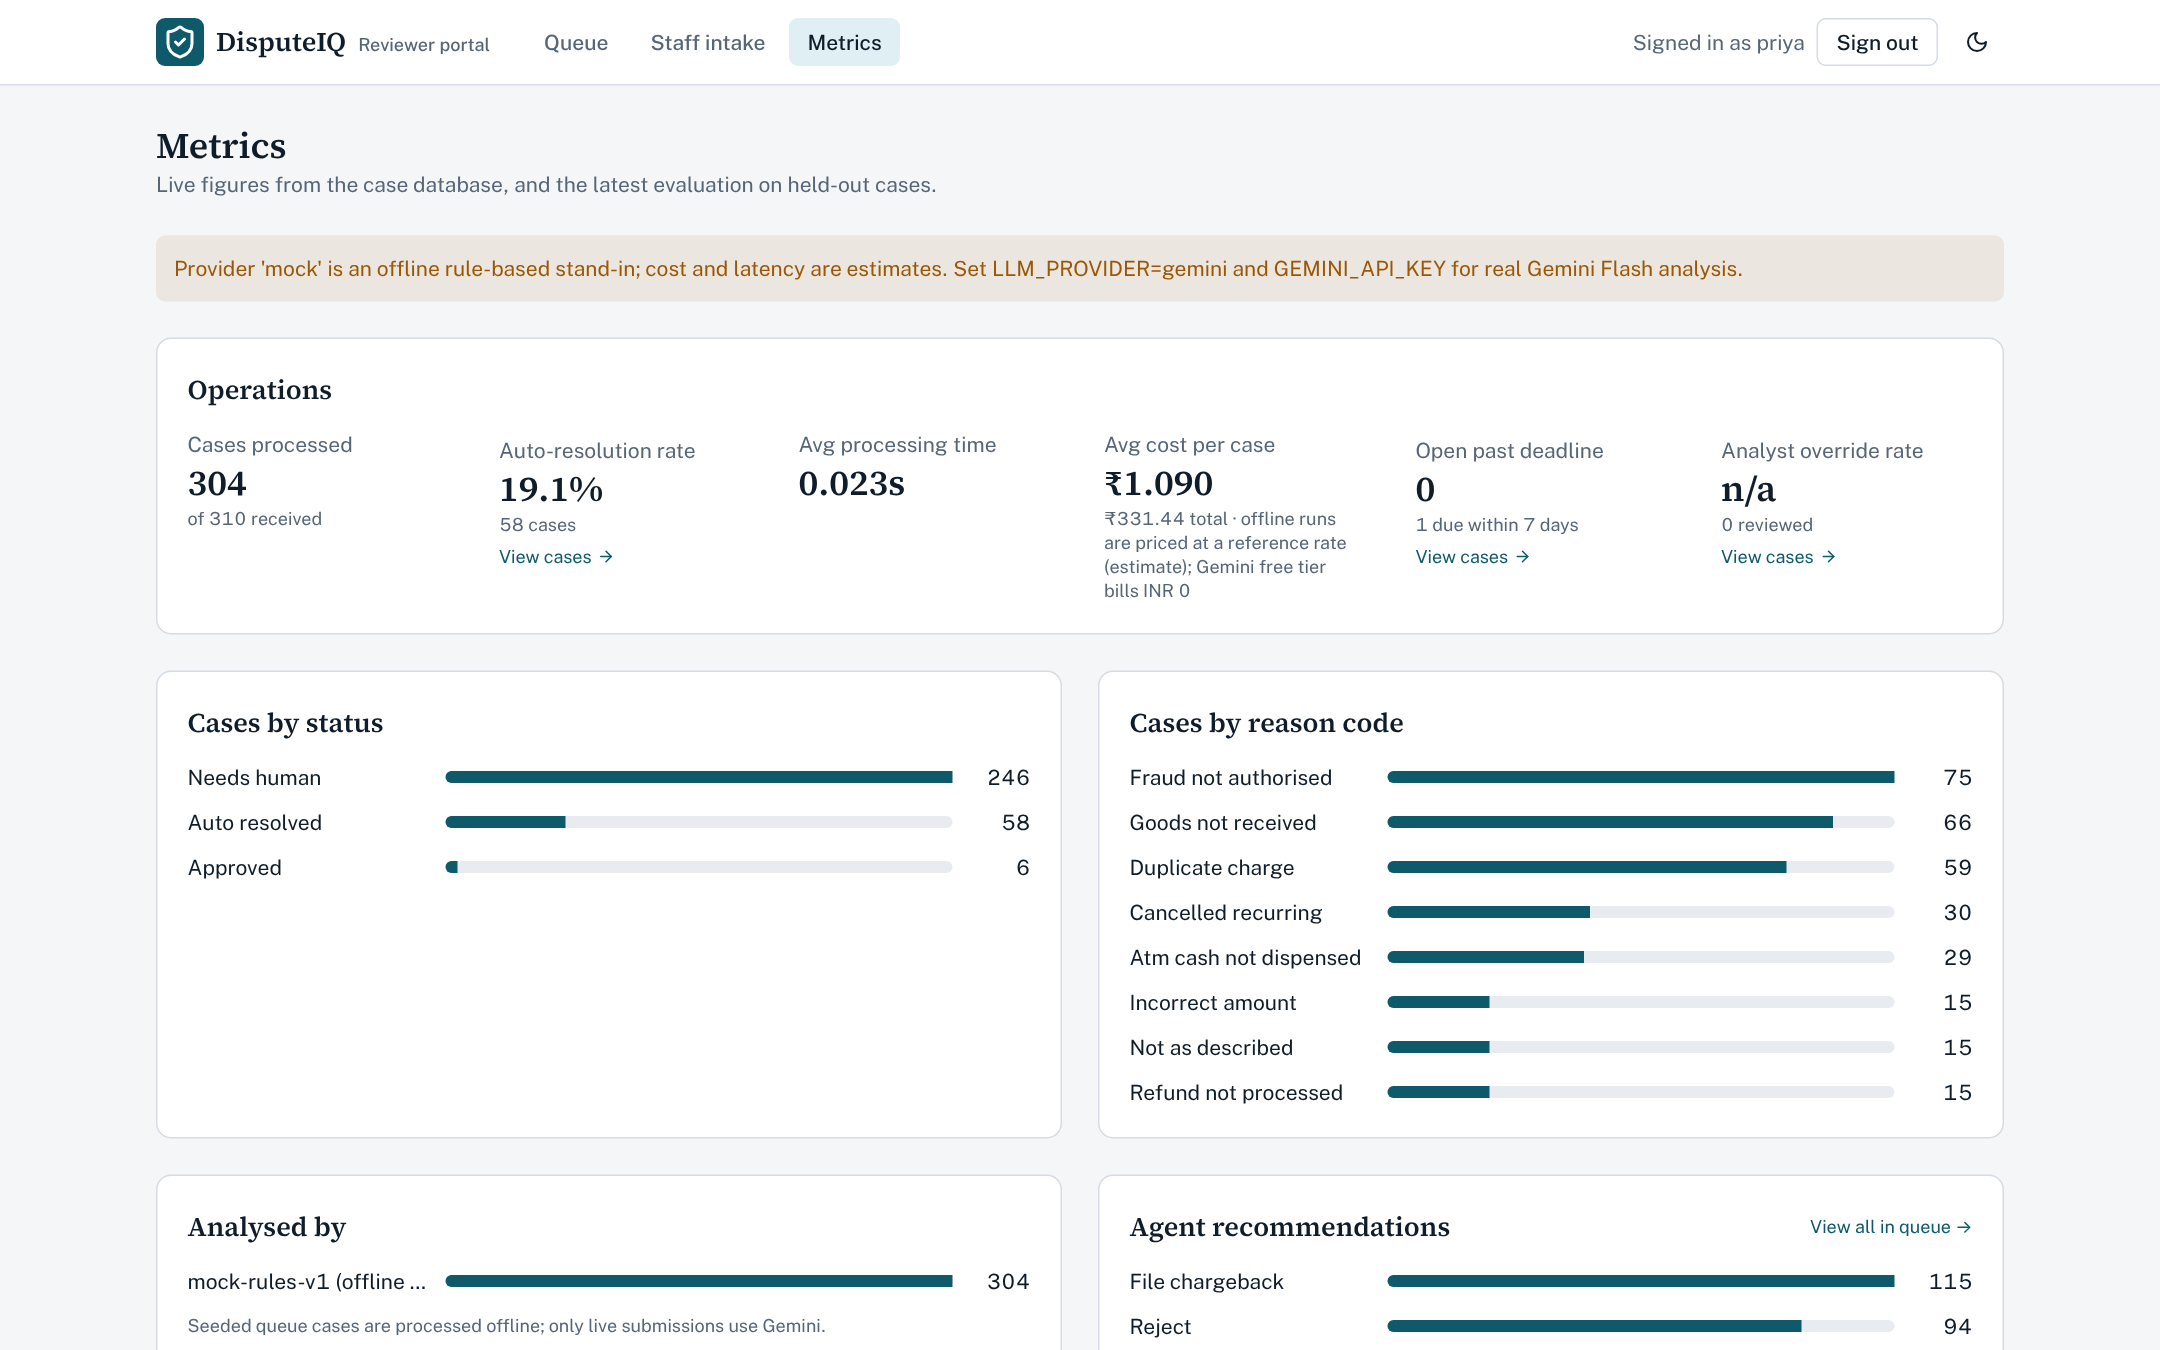 DisputeIQ Reviewer portal Queue Staff intake Metrics Signed in as priya Sign out
Metrics
Live figures from the case database, and the latest evaluation on held-out cases.
Provider 'mock' is an offline rule-based stand-in; cost and latency are estimates. Set LLM_PROVIDER=gemini and GEMINI_API_KEY for real Gemini Flash analysis.
Operations
Cases processed
304
of 310 received
Auto-resolution rate
19.1%
58 cases
View cases →
Avg processing time
0.023s
Avg cost per case
₹1.090
₹331.44 total · offline runs
are priced at a reference rate
(estimate); Gemini free tier
bills INR 0
Open past deadline
0
1 due within 7 days
View cases →
Analyst override rate
n/a
0 reviewed
View cases →
Cases by status
Needs human 246
Auto resolved 58
Approved 6
Cases by reason code
Fraud not authorised 75
Goods not received 66
Duplicate charge 59
Cancelled recurring 30
Atm cash not dispensed 29
Incorrect amount 15
Not as described 15
Refund not processed 15
Analysed by
mock-rules-v1 (offline ... 304
Seeded queue cases are processed offline; only live submissions use Gemini.
Agent recommendations View all in queue →
File chargeback 115
Reject 94